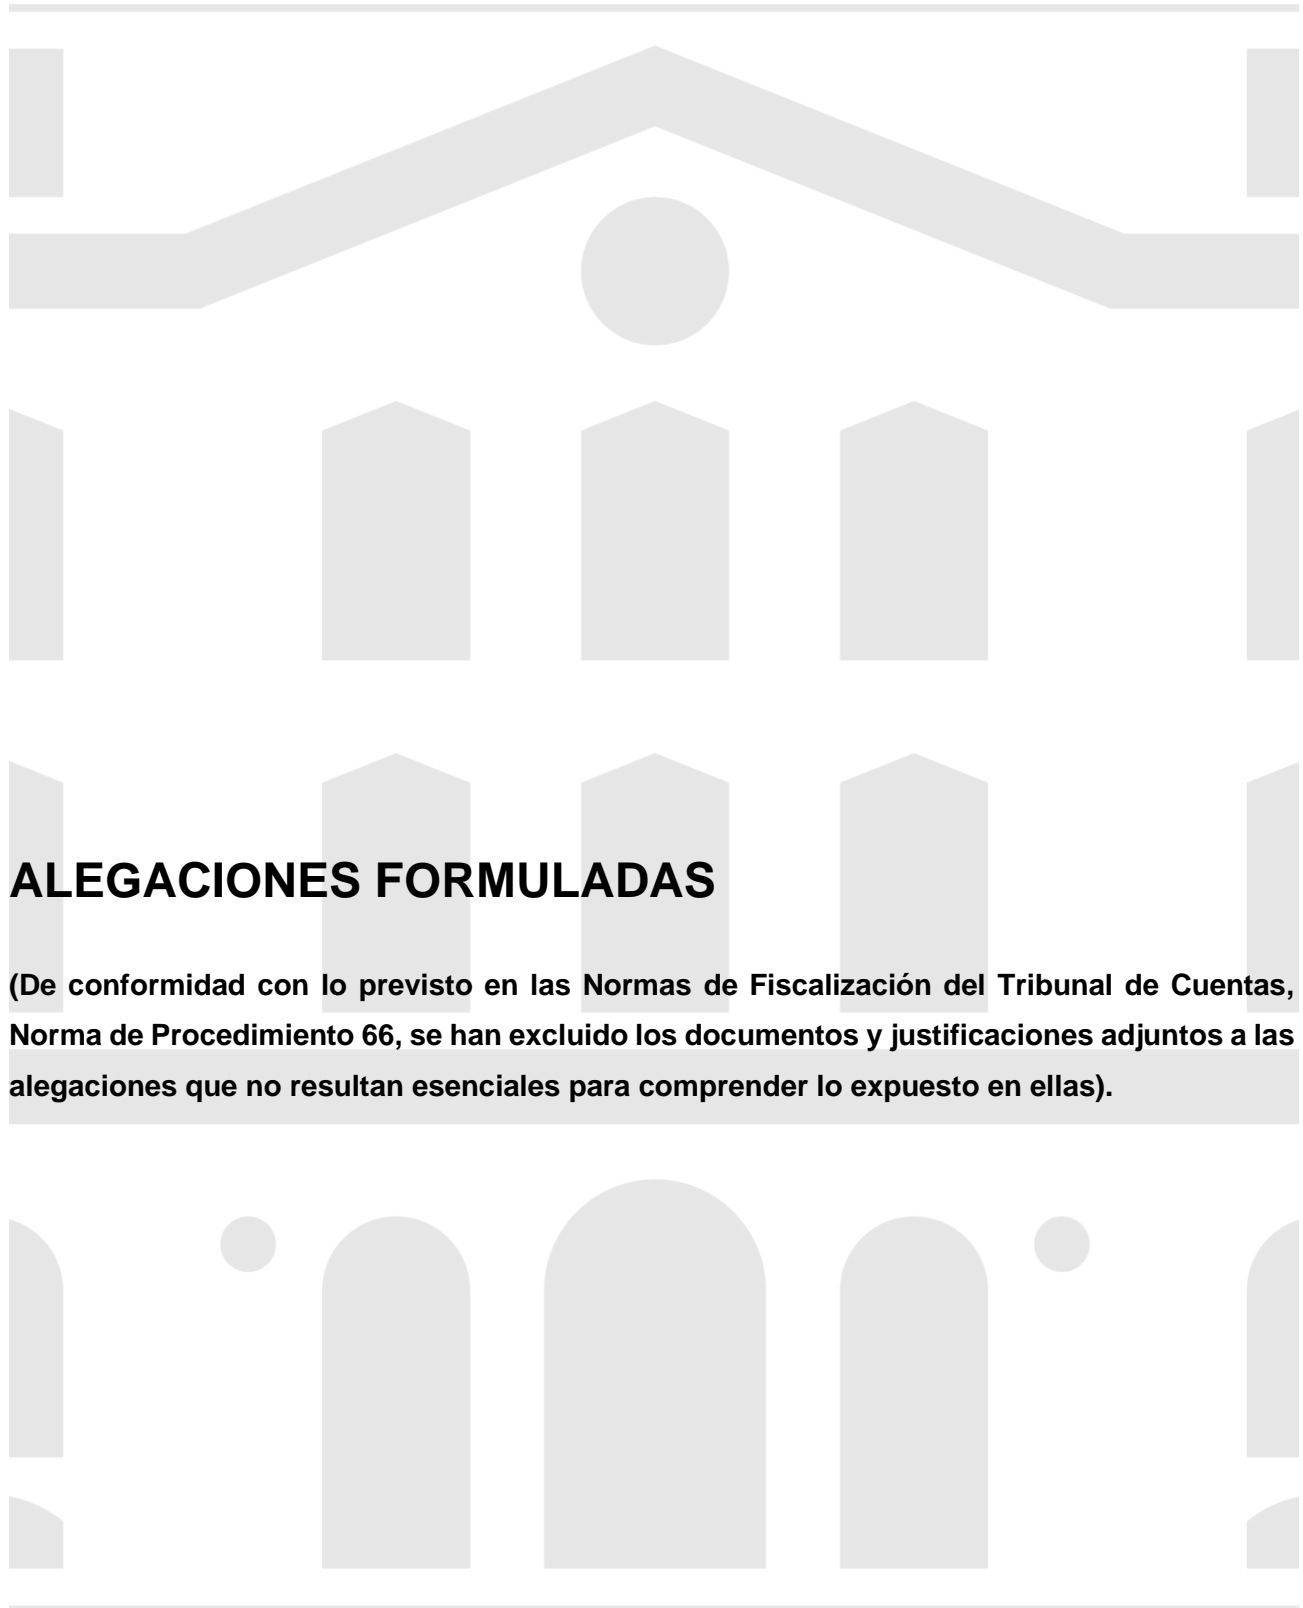 ALEGACIONES FORMULADAS
(De conformidad con lo previsto en las Normas de Fiscalización del Tribunal de Cuentas,
Norma de Procedimiento 66, se han excluido los documentos y justificaciones adjuntos a las
alegaciones que no resultan esenciales para comprender lo expuesto en ellas).